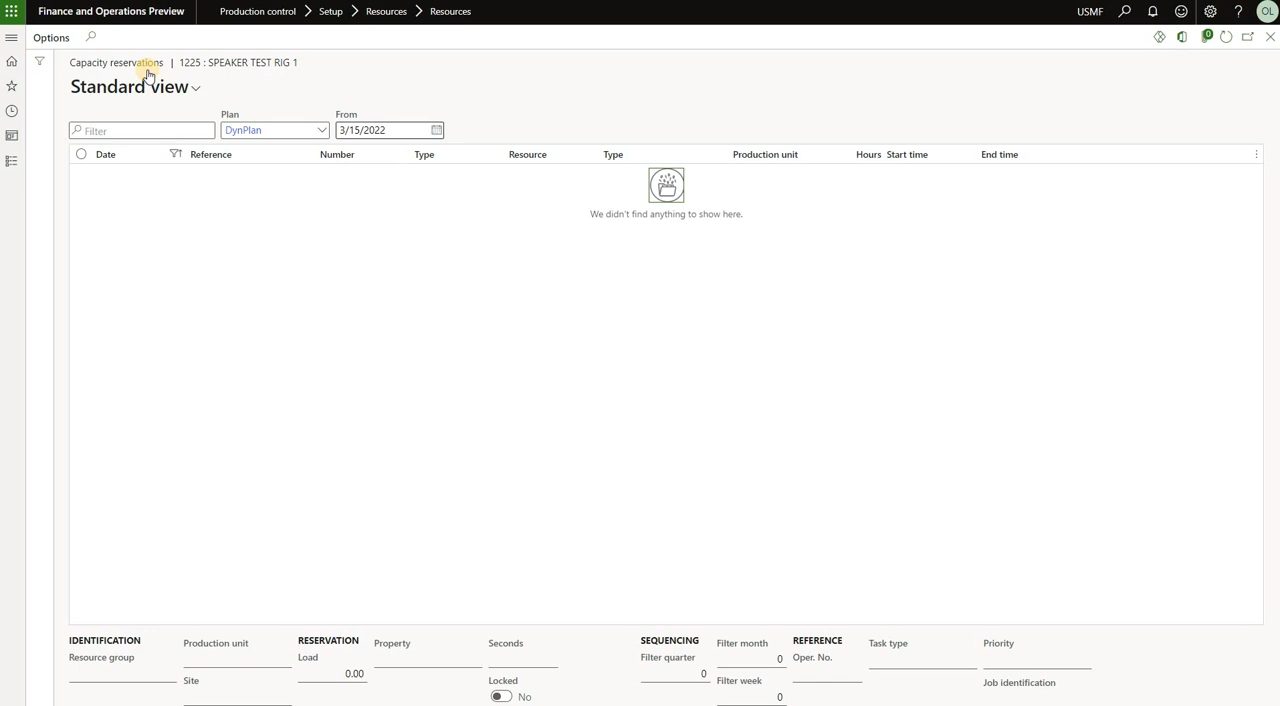 Finance and Operations Preview Production control Setup Resources Resources USMF OL
Options 0
Capacity reservations | 1225 : SPEAKER TEST RIG 1
Standard view
Plan From
Filter DynPlan 3/15/2022
Date Reference Number Type Resource Type Production unit Hours Start time End time
We didn't find anything to show here.
IDENTIFICATION Production unit RESERVATION Property Seconds SEQUENCING Filter month REFERENCE Task type Priority
Resource group Load Filter quarter 0 Oper. No.
0.00 0
Site Locked Filter week Job identification
No 0